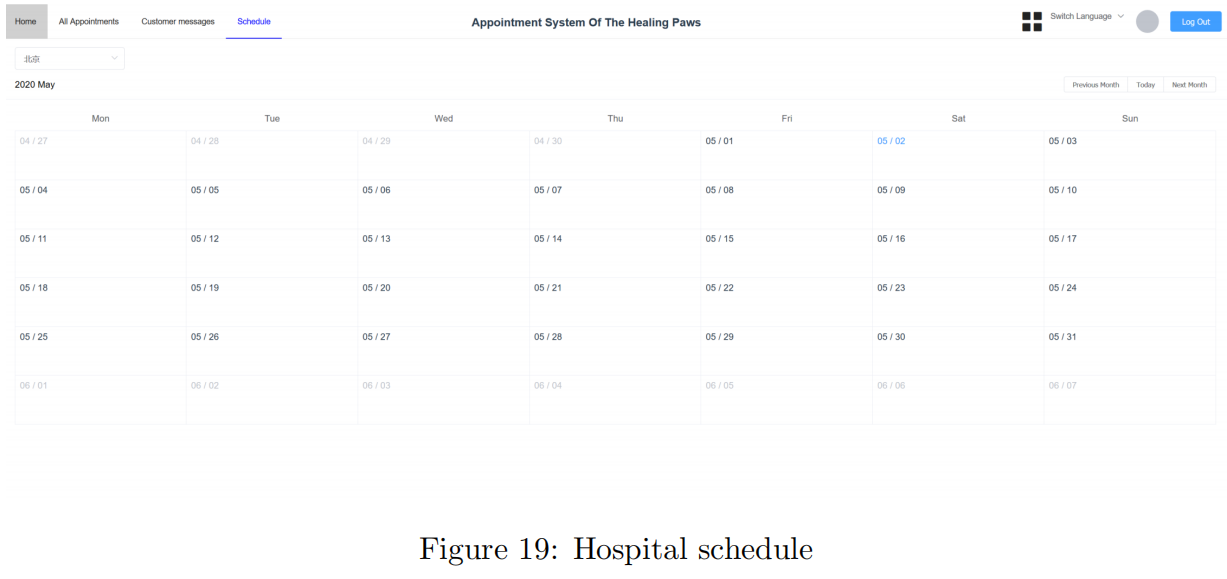 Home All Appointments Customer messages Schedule Appointment System Of The Healing Paws Switch Language Log Out
北京
2020 May Previous Month Today Next Month
Mon Tue Wed Thu Fri Sat Sun
04 / 27 04 / 28 04 / 29 04 / 30 05 / 01 05 / 02 05 / 03
05 / 04 05 / 05 05 / 06 05 / 07 05 / 08 05 / 09 05 / 10
05 / 11 05 / 12 05 / 13 05 / 14 05 / 15 05 / 16 05 / 17
05 / 18 05 / 19 05 / 20 05 / 21 05 / 22 05 / 23 05 / 24
05 / 25 05 / 26 05 / 27 05 / 28 05 / 29 05 / 30 05 / 31
06 / 01 06 / 02 06 / 03 06 / 04 06 / 05 06 / 06 06 / 07
Figure 19: Hospital schedule